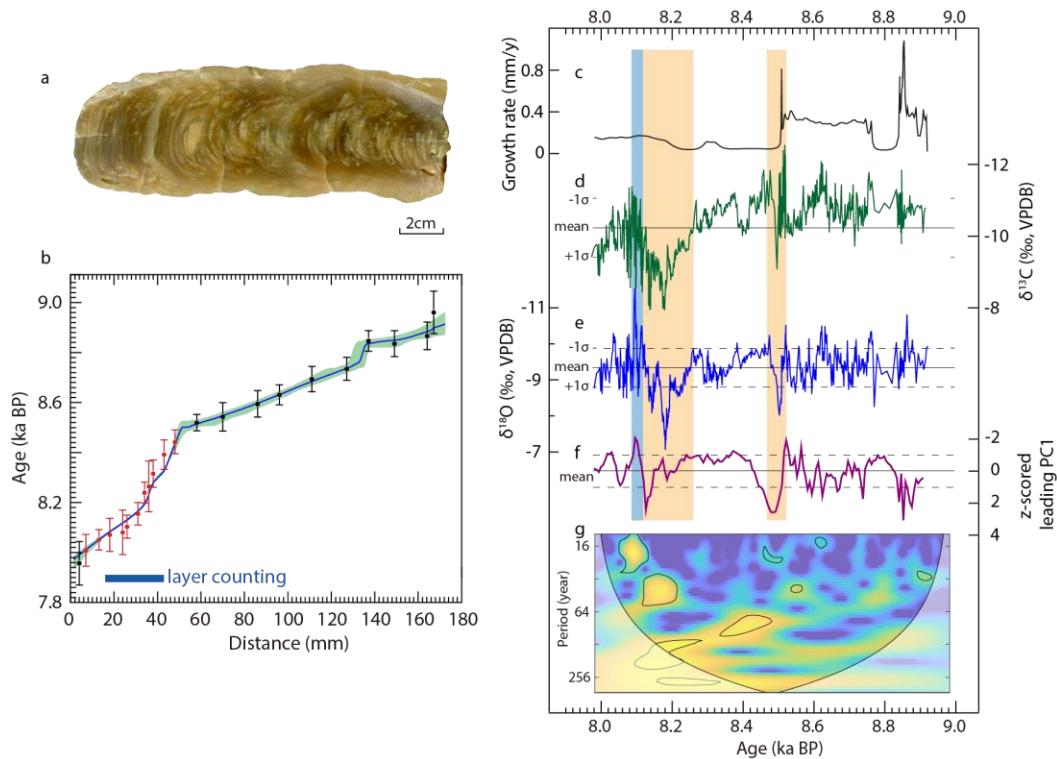 a
2cm
b
Age (ka BP)
9.0
8.6
8.2
7.8
layer counting
0 20 40 60 80 100 120 140 160 180
Distance (mm)
8.0 8.2 8.4 8.6 8.8 9.0
c
Growth rate (mm/y)
0.8
0.4
0
d
-1σ
mean
+1σ
-12
-10
-8
δ¹³C (‰, VPDB)
e
-11
-9
-7
δ¹⁸O (‰, VPDB)
-1σ
mean
+1σ
f
mean
-2
0
2
4
z-scored
leading PC1
g
Period (year)
16
64
256
8.0 8.2 8.4 8.6 8.8 9.0
Age (ka BP)